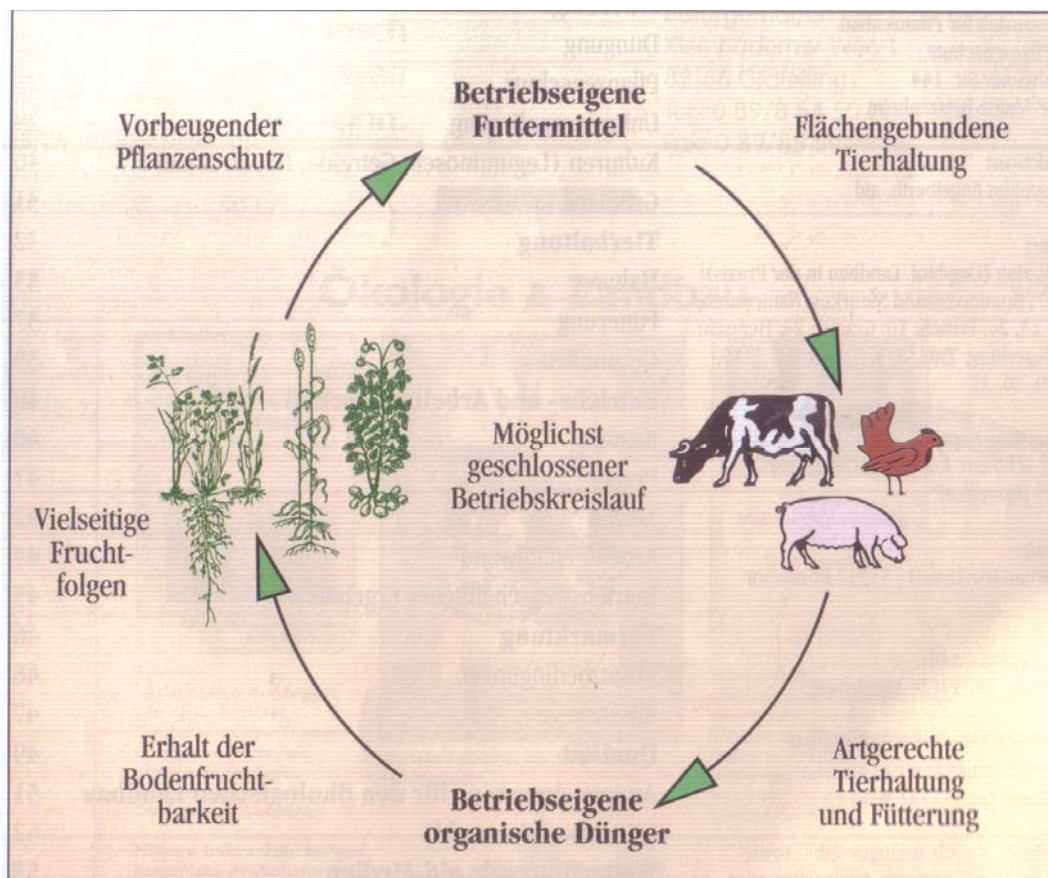 Vorbeugender
Pflanzenschutz
Betriebseigene
Futtermittel
Flächengebundene
Tierhaltung
Möglichst
geschlossener
Betriebskreislauf
Vielseitige
Frucht-
folgen
Erhalt der
Bodenfrucht-
barkeit
Betriebseigene
organische Dünger
Artgerechte
Tierhaltung
und Fütterung